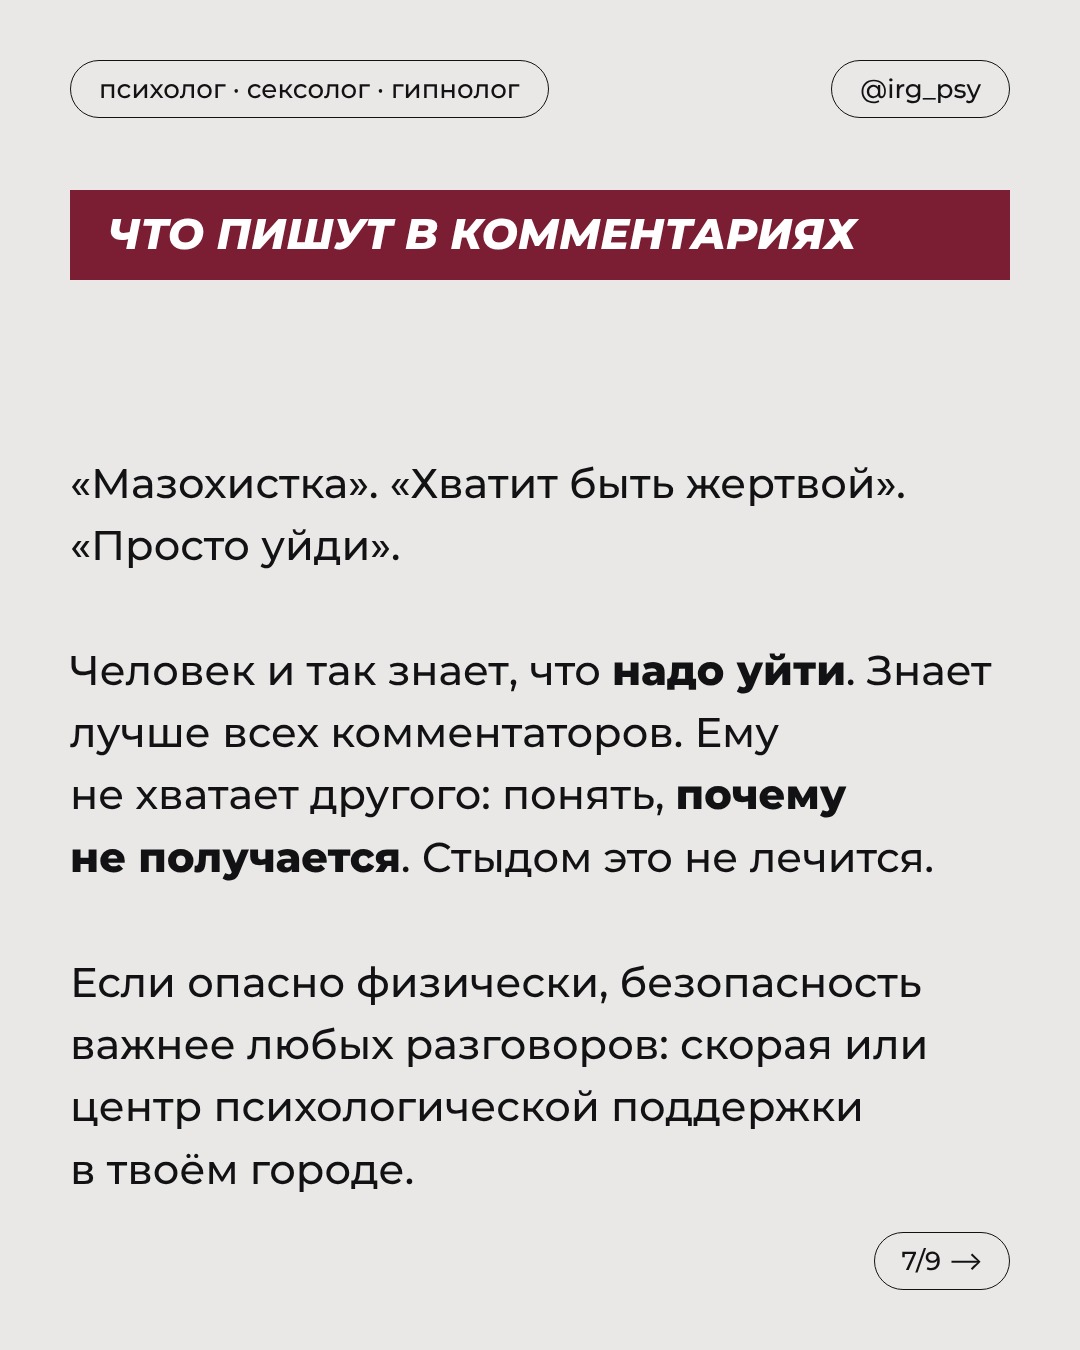 психолог · сексолог · гипнолог
@irg_psy
ЧТО ПИШУТ В КОММЕНТАРИЯХ
«Мазохистка». «Хватит быть жертвой».
«Просто уйди».
Человек и так знает, что надо уйти. Знает
лучше всех комментаторов. Ему
не хватает другого: понять, почему
не получается. Стыдом это не лечится.
Если опасно физически, безопасность
важнее любых разговоров: скорая или
центр психологической поддержки
в твоём городе.
7/9 →